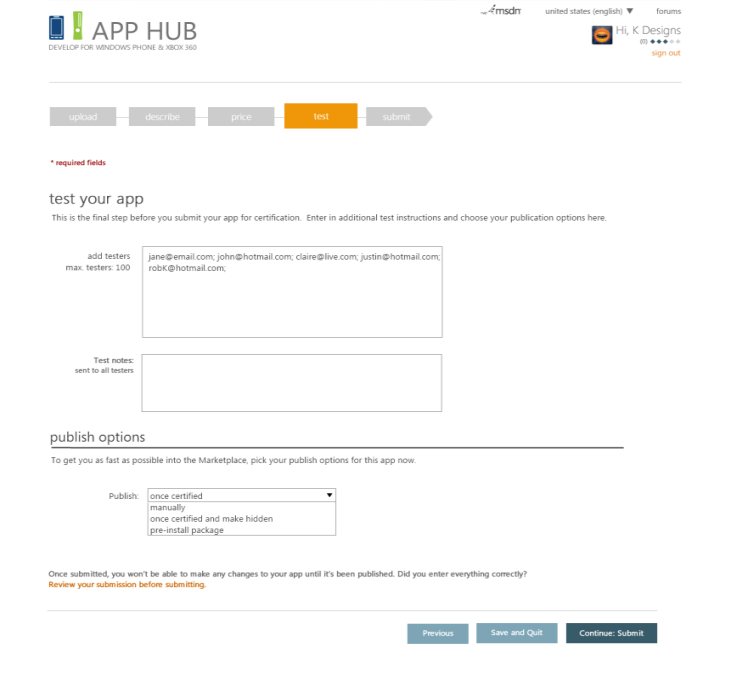 msdn
united states (english) ▼
forums
APP HUB
DEVELOP FOR WINDOWS PHONE & XBOX 360
Hi, K Designs
(0)
sign out
upload
describe
price
test
submit
* required fields
test your app
This is the final step before you submit your app for certification. Enter in additional test instructions and choose your publication options here.
add testers
max. testers: 100
jane@email.com; john@hotmail.com; claire@live.com; justin@hotmail.com;
robK@hotmail.com;
Test notes:
sent to all testers
publish options
To get you as fast as possible into the Marketplace, pick your publish options for this app now.
Publish:
once certified
manually
once certified and make hidden
pre-install package
Once submitted, you won't be able to make any changes to your app until it's been published. Did you enter everything correctly?
Review your submission before submitting.
Previous
Save and Quit
Continue: Submit